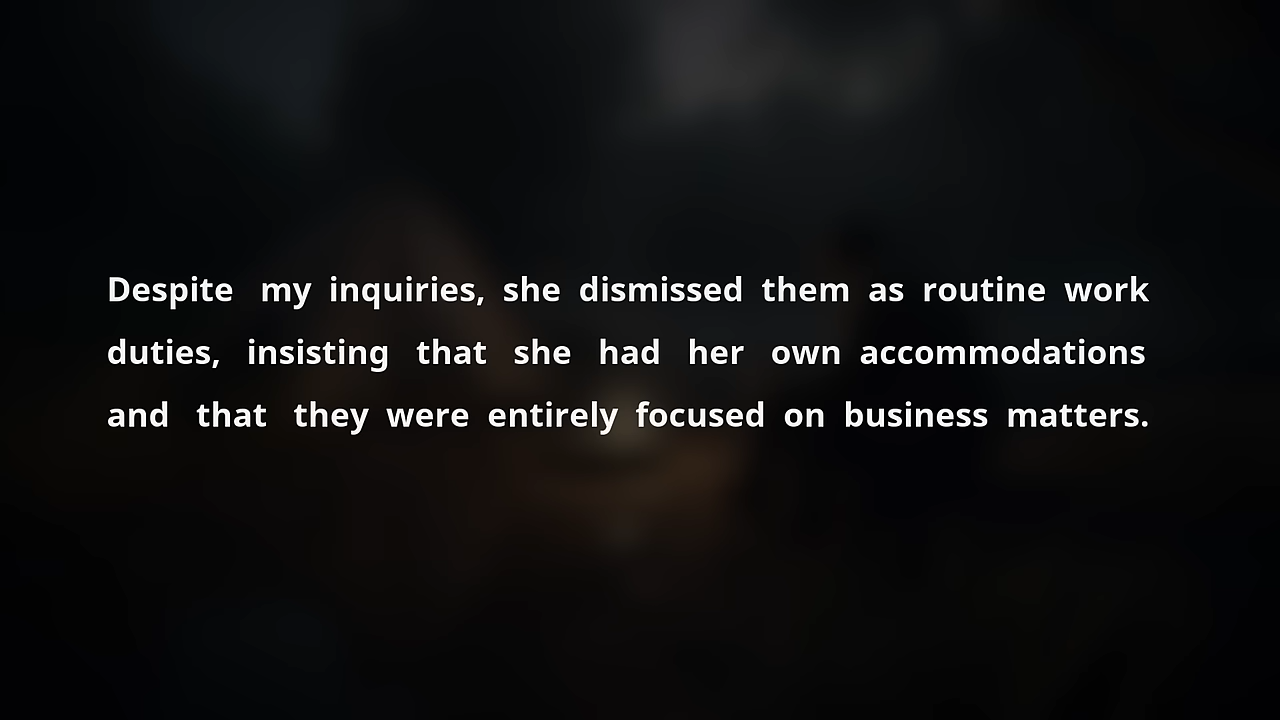 Despite my inquiries, she dismissed them as routine work
duties, insisting that she had her own accommodations
and that they were entirely focused on business matters.